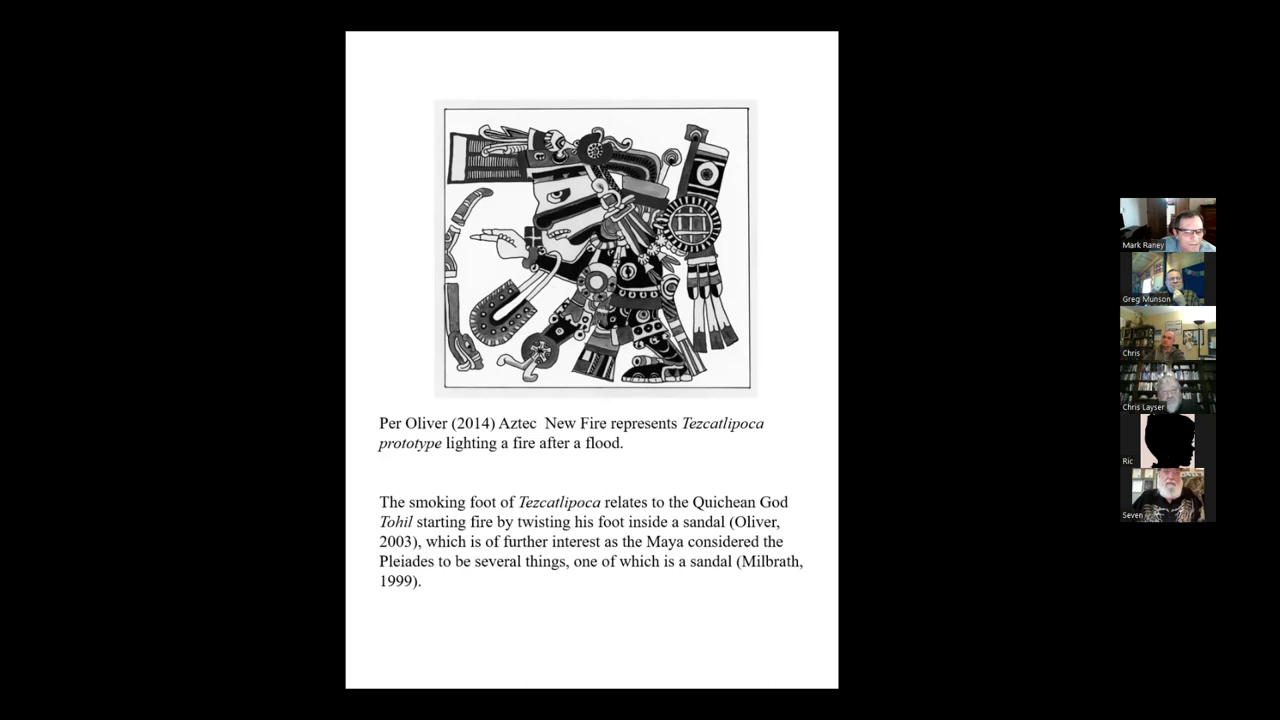 Per Oliver (2014) Aztec  New Fire represents Tezcatlipoca
prototype lighting a fire after a flood.
The smoking foot of Tezcatlipoca relates to the Quichean God
Tohil starting fire by twisting his foot inside a sandal (Oliver,
2003), which is of further interest as the Maya considered the
Pleiades to be several things, one of which is a sandal (Milbrath,
1999).
Mark Raney
Greg Munson
Chris
Chris Layser
Ric
Seven